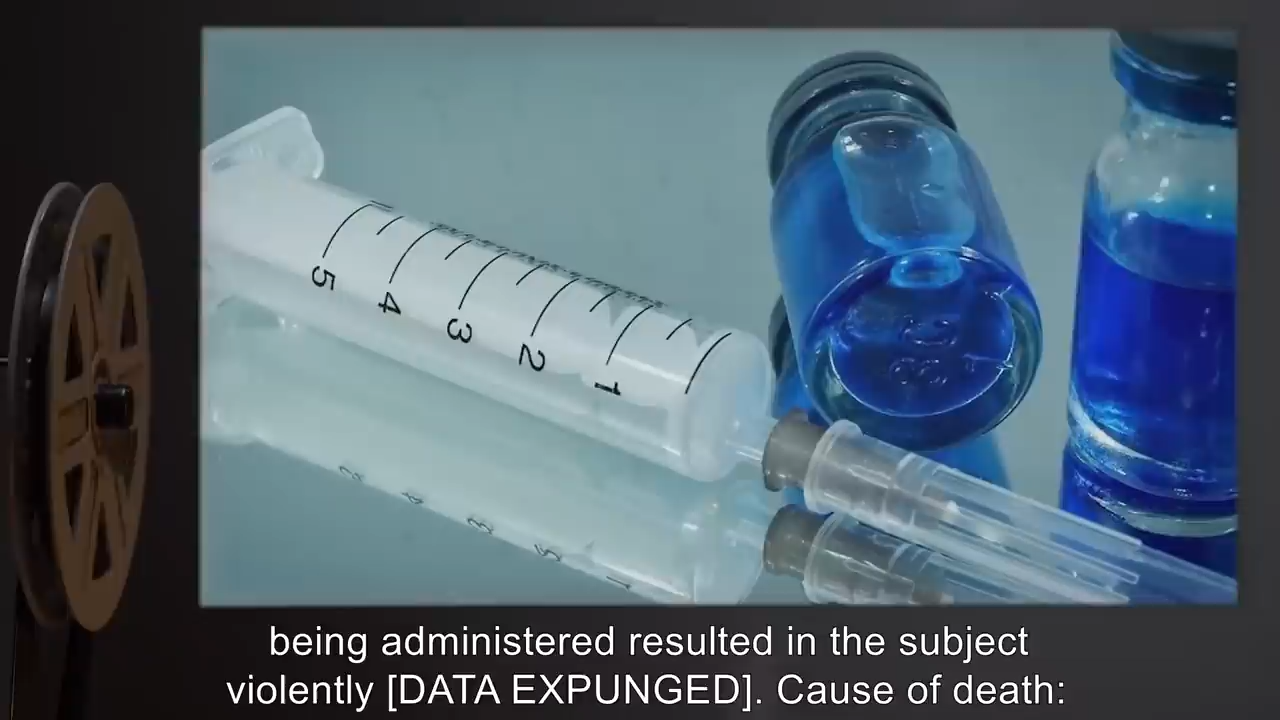 5
4
3
2
1
being administered resulted in the subject
violently [DATA EXPUNGED]. Cause of death: